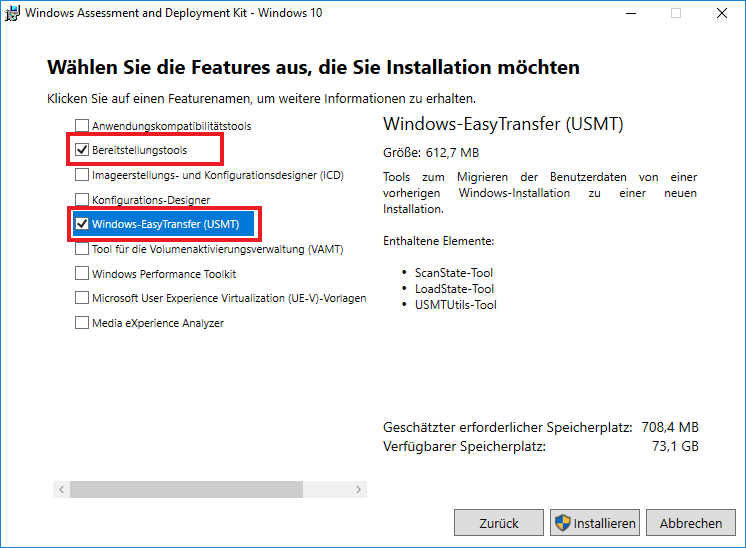 Windows Assessment and Deployment Kit - Windows 10
Wählen Sie die Features aus, die Sie Installation möchten
Klicken Sie auf einen Featurenamen, um weitere Informationen zu erhalten.
Anwendungskompatibilitätstools
Bereitstellungstools
Imageerstellungs- und Konfigurationsdesigner (ICD)
Konfigurations-Designer
Windows-EasyTransfer (USMT)
Tool für die Volumenaktivierungsverwaltung (VAMT)
Windows Performance Toolkit
Microsoft User Experience Virtualization (UE-V)-Vorlagen
Media eXperience Analyzer
Windows-EasyTransfer (USMT)
Größe: 612,7 MB
Tools zum Migrieren der Benutzerdaten von einer
vorherigen Windows-Installation zu einer neuen
Installation.
Enthaltene Elemente:
• ScanState-Tool
• LoadState-Tool
• USMTUtils-Tool
Geschätzter erforderlicher Speicherplatz: 708,4 MB
Verfügbarer Speicherplatz: 73,1 GB
Zurück
Installieren
Abbrechen